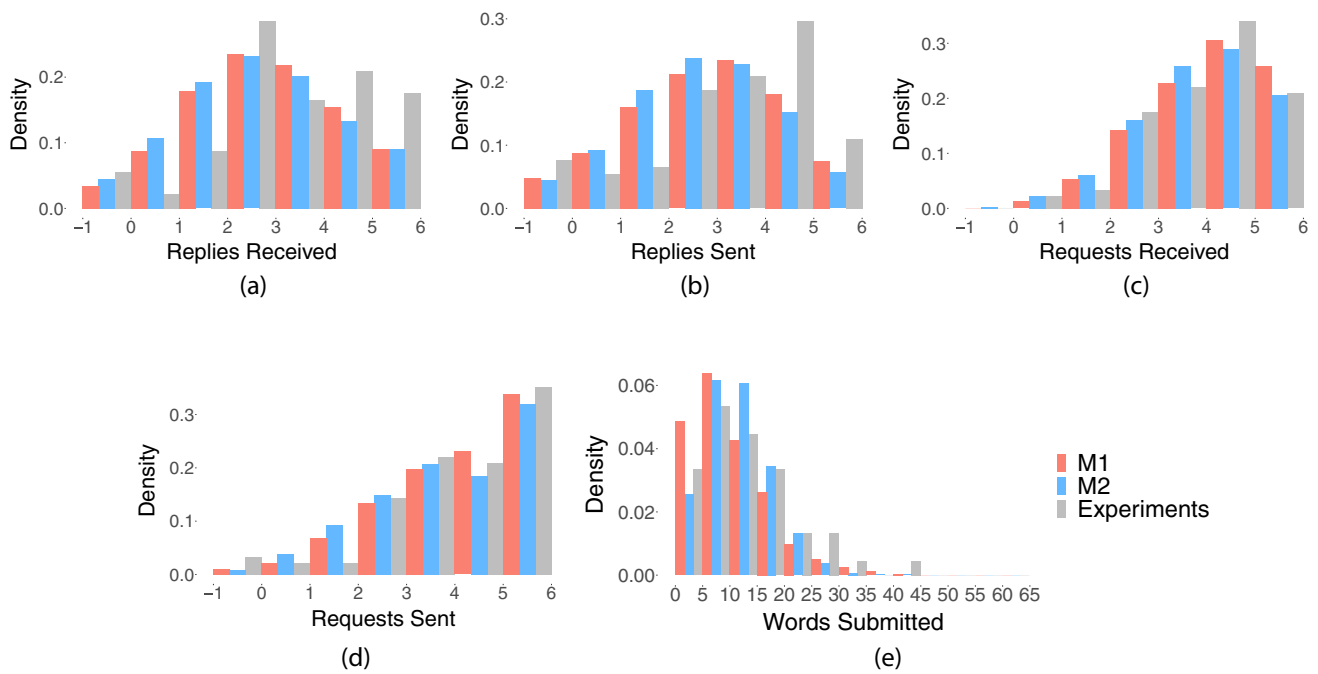 Density
0.2
0.1
0.0
−1 0 1 2 3 4 5 6
Replies Received
(a)
Density
0.3
0.2
0.1
0.0
−1 0 1 2 3 4 5 6
Replies Sent
(b)
Density
0.3
0.2
0.1
0.0
−1 0 1 2 3 4 5 6
Requests Received
(c)
Density
0.3
0.2
0.1
0.0
−1 0 1 2 3 4 5 6
Requests Sent
(d)
Density
0.06
0.04
0.02
0.00
0 5 10 15 20 25 30 35 40 45 50 55 60 65
Words Submitted
(e)
M1
M2
Experiments